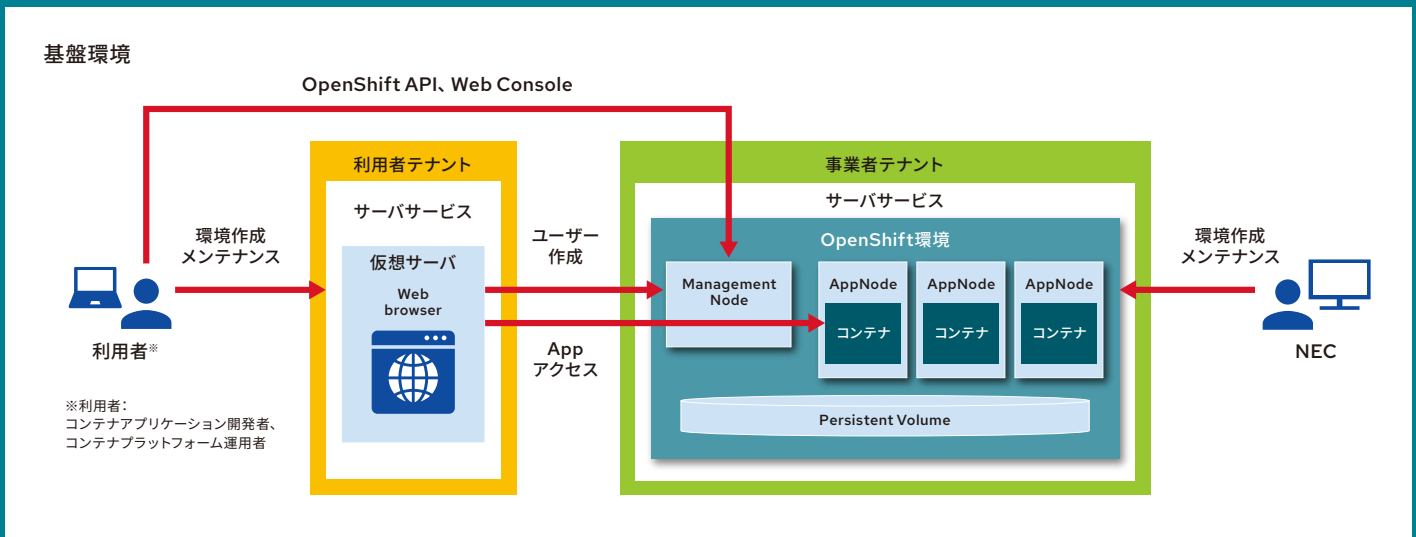 基盤環境
OpenShift API、Web Console
利用者テナント
事業者テナント
サーバサービス
サーバサービス
環境作成
メンテナンス
仮想サーバ
Web
browser
ユーザー
作成
App
アクセス
OpenShift環境
Management
Node
AppNode
コンテナ
AppNode
コンテナ
AppNode
コンテナ
Persistent Volume
環境作成
メンテナンス
利用者※
NEC
※利用者:
コンテナアプリケーション開発者、
コンテナプラットフォーム運用者